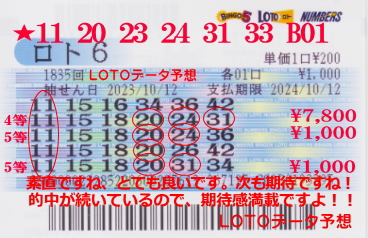 BINGO5 LOTO NUMBERS
★11 20 23 24 31 33 B01
ロト6 単価1口¥200
1835回 LOTOデータ予想 各01口 ¥1,000
抽せん日 2023/10/12 支払期限 2024/10/12
11 15 16 34 36 42
4等 11 15 18 20 24 31 ¥7,800
5等 11 15 18 20 24 36 ¥1,000
11 15 18 20 26 42
5等 11 15 18 20 31 34 ¥1,000
素直ですね、とても良いです、次も期待ですね！
的中が続いているので、期待感満載ですよ！！
LOTOデータ予想